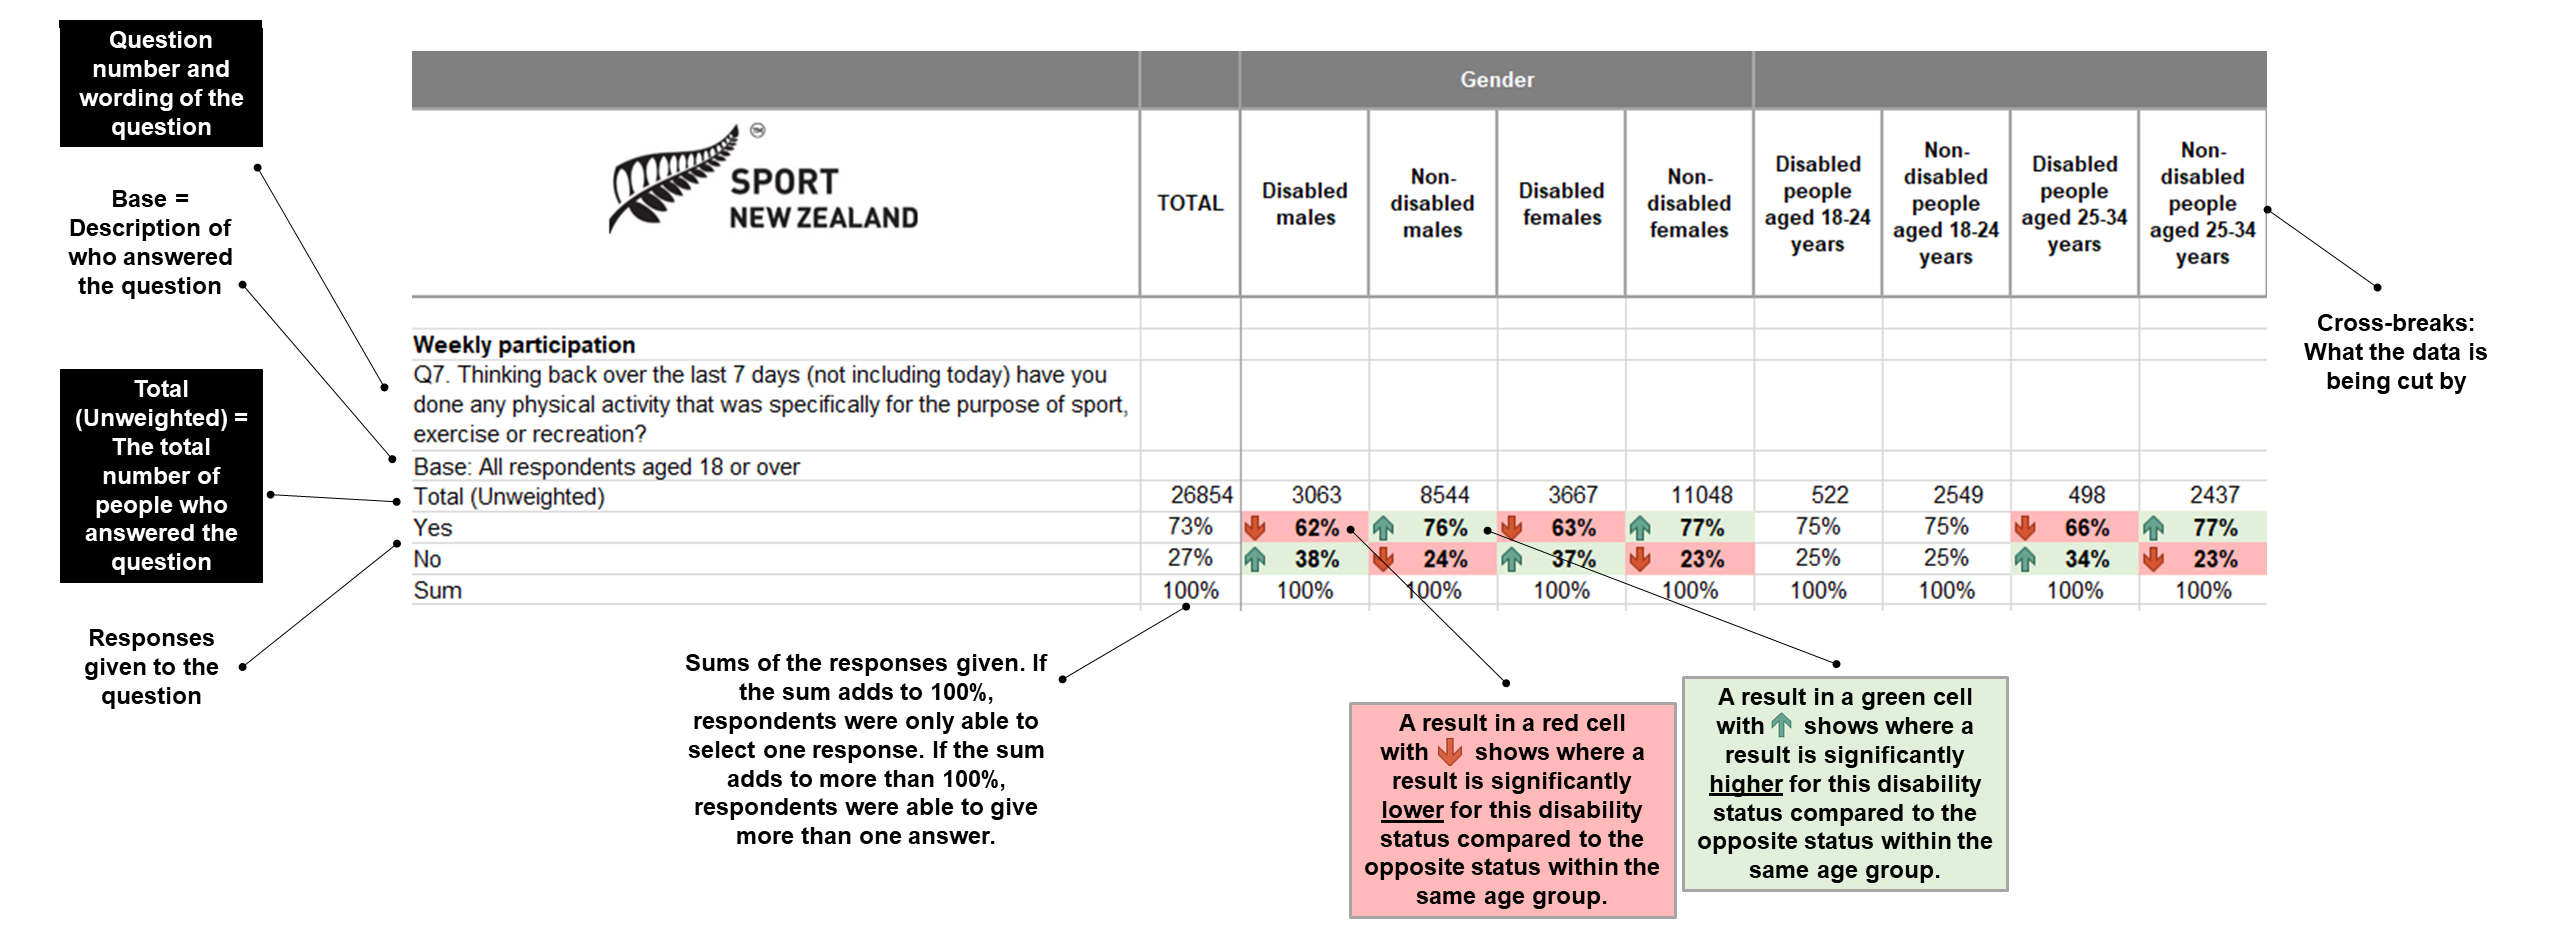 Question
number and
wording of the
question
Base =
Description of
who answered
the question
Total
(Unweighted) =
The total
number of
people who
answered the
question
Responses
given to the
question
Gender
TM
SPORT
NEW ZEALAND
TOTAL
Disabled
males
Non-
disabled
males
Disabled
females
Non-
disabled
females
Disabled
people
aged 18-24
years
Non-
disabled
people
aged 18-24
years
Disabled
people
aged 25-34
years
Non-
disabled
people
aged 25-34
years
Weekly participation
Q7. Thinking back over the last 7 days (not including today) have you
done any physical activity that was specifically for the purpose of sport,
exercise or recreation?
Base: All respondents aged 18 or over
Total (Unweighted) 26854 3063 8544 3667 11048 522 2549 498 2437
Yes 73% 62% 76% 63% 77% 75% 75% 66% 77%
No 27% 38% 24% 37% 23% 25% 25% 34% 23%
Sum 100% 100% 100% 100% 100% 100% 100% 100% 100%
Cross-breaks:
What the data is
being cut by
Sums of the responses given. If
the sum adds to 100%,
respondents were only able to
select one response. If the sum
adds to more than 100%,
respondents were able to give
more than one answer.
A result in a red cell
with shows where a
result is significantly
lower for this disability
status compared to the
opposite status within the
same age group.
A result in a green cell
with shows where a
result is significantly
higher for this disability
status compared to the
opposite status within the
same age group.